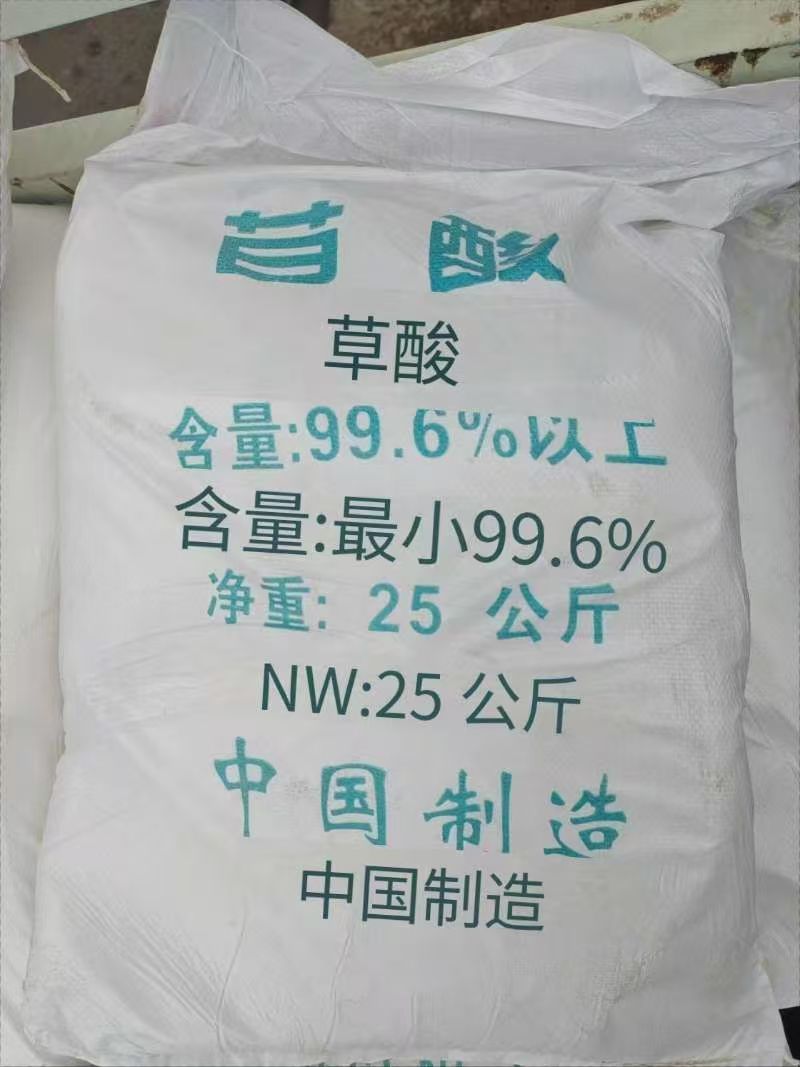 草酸
含量:99.6%以上
含量:最小99.6%
净重: 25 公斤
NW:25 公斤
中国制造
中国制造